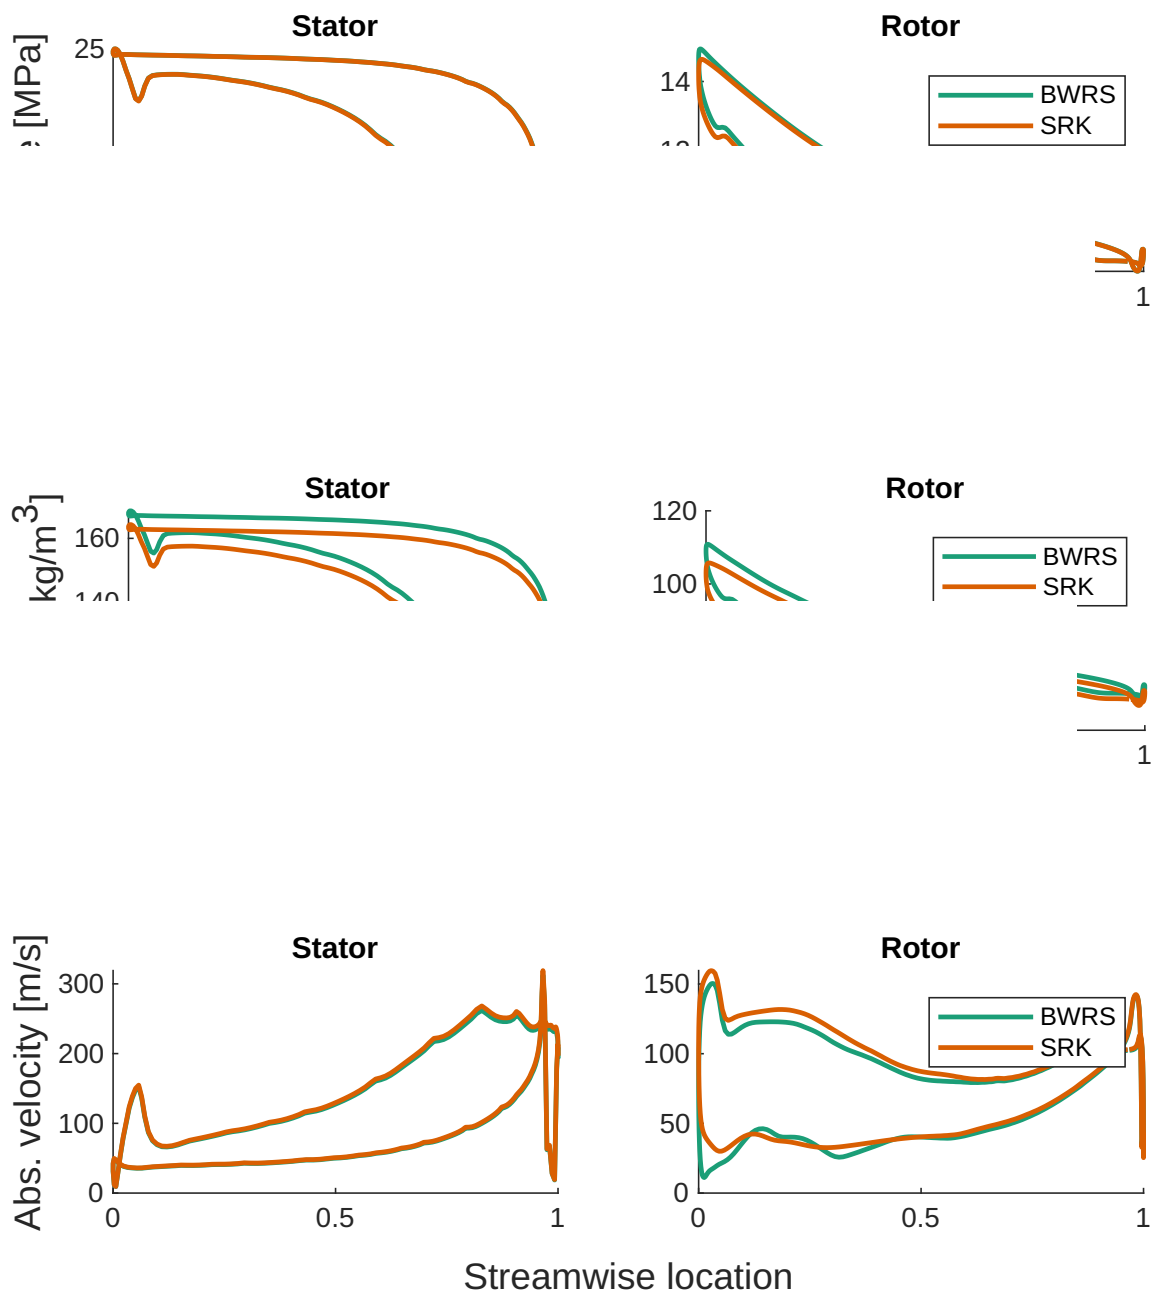 Stator
Rotor
[MPa]
25
14
BWRS
SRK
1
Stator
Rotor
kg/m3]
160
120
100
BWRS
SRK
1
Stator
Rotor
Abs. velocity [m/s]
300
200
100
0
0
0.5
1
150
100
50
0
0
0.5
1
BWRS
SRK
Streamwise location